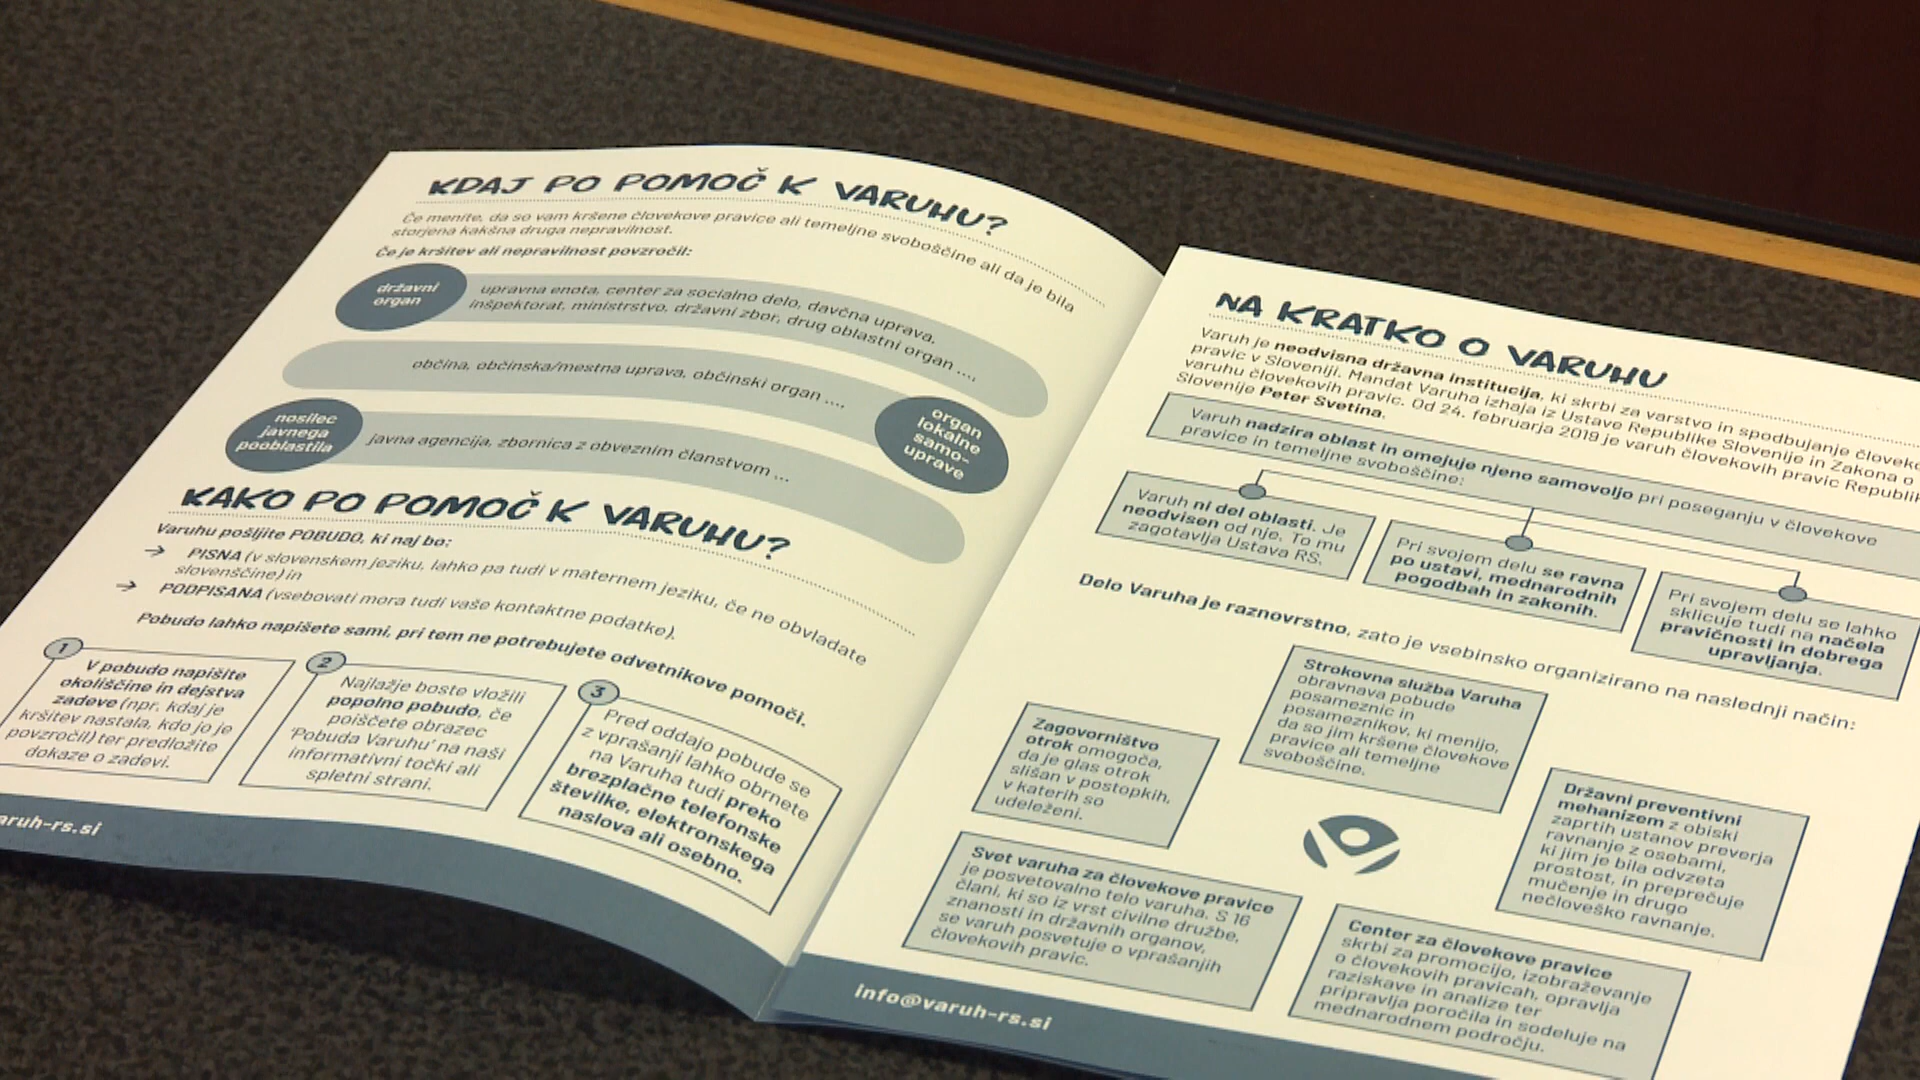 KDAJ PO POMOČ K VARUHU?
Če menite, da so vam kršene človekove pravice ali temeljne svoboščine ali da je bila
storjena kakšna druga nepravilnost.
Če je kršitev ali nepravilnost povzročil:
državni
organ
upravna enota, center za socialno delo, davčna uprava,
inšpektorat, ministrstvo, državni zbor, drug oblastni organ ...,
občina, občinska/mestna uprava, občinski organ ....,
organ
lokalne
samo-
uprave
nosilec
javnega
pooblastila
javna agencija, zbornica z obveznim članstvom ...
KAKO PO POMOČ K VARUHU?
Varuhu pošljite POBUDO, ki naj bo:
→ PISNA (v slovenskem jeziku, lahko pa tudi v maternem jeziku, če ne obvladate
slovenščine) in
→ PODPISANA (vsebovati mora tudi vaše kontaktne podatke).
Pobudo lahko napišete sami, pri tem ne potrebujete odvetnikove pomoči.
1
V pobudo napišite
okoliščine in dejstva
zadeve (npr. kdaj je
kršitev nastala, kdo jo je
povzročil) ter predložite
dokaze o zadevi.
2
Najlažje boste vložili
popolno pobudo, če
poiščete obrazec
'Pobuda Varuhu' na naši
informativni točki ali
spletni strani.
3
Pred oddajo pobude se
z vprašanji lahko obrnete
na Varuha tudi preko
brezplačne telefonske
številke, elektronskega
naslova ali osebno.
aruh-rs.si
NA KRATKO O VARUHU
Varuh je neodvisna državna institucija, ki skrbi za varstvo in spodbujanje človeko
pravic v Sloveniji. Mandat Varuha izhaja iz Ustave Republike Slovenije in Zakona o
varuhu človekovih pravic. Od 24. februarja 2019 je varuh človekovih pravic Republik
Slovenije Peter Svetina.
Varuh nadzira oblast in omejuje njeno samovoljo pri poseganju v človekove
pravice in temeljne svoboščine:
Varuh ni del oblasti. Je
neodvisen od nje. To mu
zagotavlja Ustava RS.
Pri svojem delu se ravna
po ustavi, mednarodnih
pogodbah in zakonih.
Pri svojem delu se lahko
sklicuje tudi na načela
pravičnosti in dobrega
upravljanja.
Delo Varuha je raznovrstno, zato je vsebinsko organizirano na naslednji način:
Strokovna služba Varuha
obravnava pobude
posameznic in
posameznikov, ki menijo,
da so jim kršene človekove
pravice ali temeljne
svoboščine.
Zagovorništvo
otrok omogoča,
da je glas otrok
slišan v postopkih,
v katerih so
udeleženi.
Državni preventivni
mehanizem z obiski
zaprtih ustanov preverja
ravnanje z osebami,
ki jim je bila odvzeta
prostost, in preprečuje
mučenje in drugo
nečloveško ravnanje.
Svet varuha za človekove pravice
je posvetovalno telo varuha. S 16
člani, ki so iz vrst civilne družbe,
znanosti in državnih organov,
se varuh posvetuje o vprašanjih
človekovih pravic.
Center za človekove pravice
skrbi za promocijo, izobraževanje
o človekovih pravicah, opravlja
raziskave in analize ter
pripravlja poročila in sodeluje na
mednarodnem področju.
info@varuh-rs.si